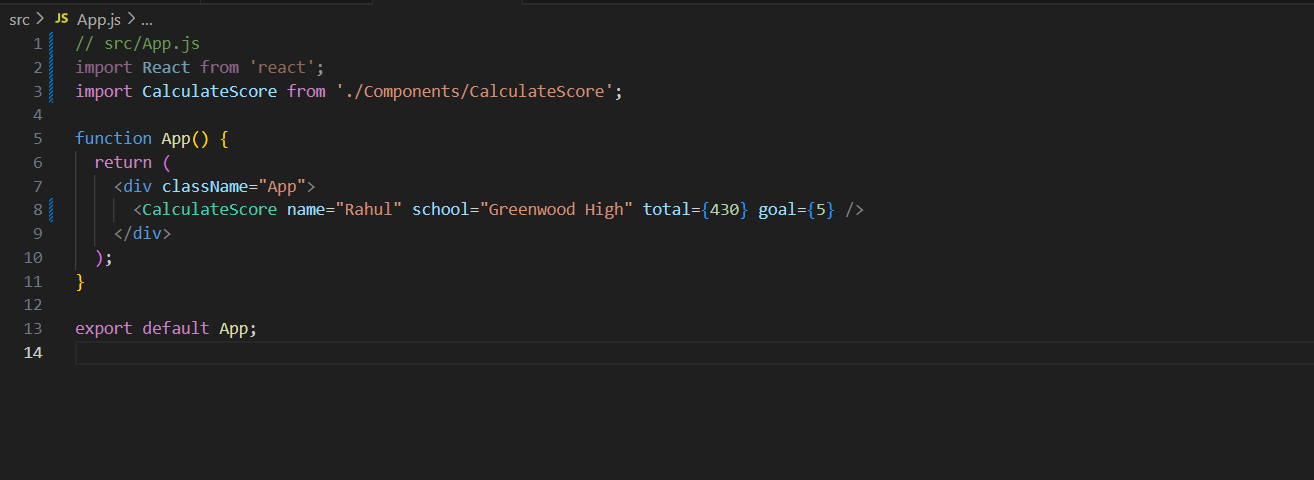 src > JS App.js > ...
1 // src/App.js
2 import React from 'react';
3 import CalculateScore from './Components/CalculateScore';
4
5 function App() {
6   return (
7     <div className="App">
8       <CalculateScore name="Rahul" school="Greenwood High" total={430} goal={5} />
9     </div>
10   );
11 }
12
13 export default App;
14